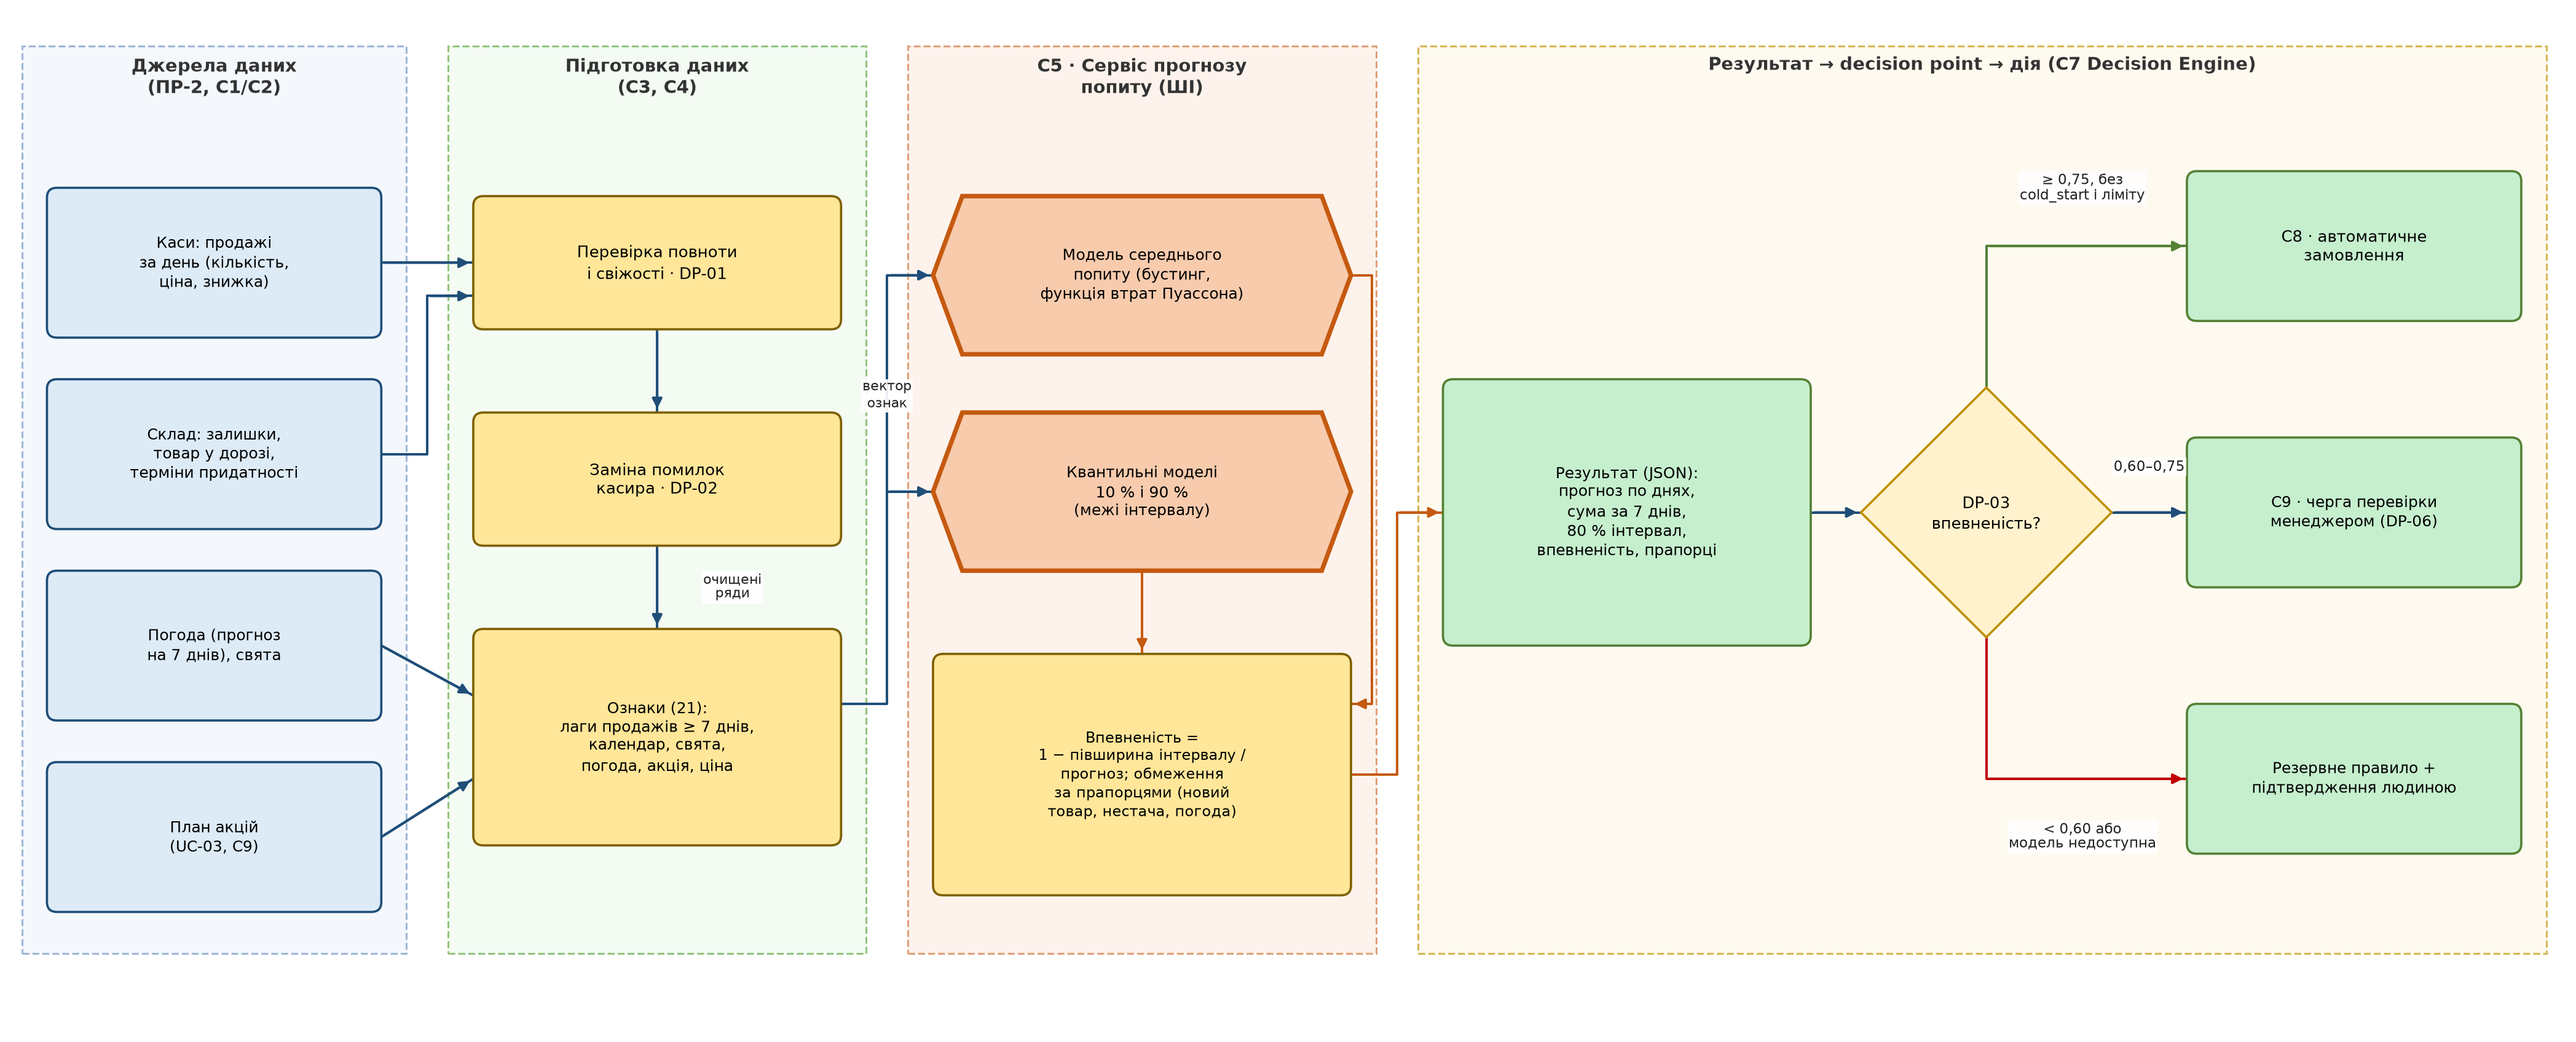 Джерела даних
(ПР-2, С1/С2)
Каси: продажі
за день (кількість,
ціна, знижка)
Склад: залишки,
товар у дорозі,
терміни придатності
Погода (прогноз
на 7 днів), свята
План акцій
(UC-03, С9)
Підготовка даних
(С3, С4)
Перевірка повноти
і свіжості · DP-01
Заміна помилок
касира · DP-02
очищені
ряди
Ознаки (21):
лаги продажів ≥ 7 днів,
календар, свята,
погода, акція, ціна
вектор
ознак
С5 · Сервіс прогнозу
попиту (ШІ)
Модель середнього
попиту (бустинг,
функція втрат Пуассона)
Квантильні моделі
10 % і 90 %
(межі інтервалу)
Впевненість =
1 − півширина інтервалу /
прогноз; обмеження
за прапорцями (новий
товар, нестача, погода)
Результат → decision point → дія (С7 Decision Engine)
Результат (JSON):
прогноз по днях,
сума за 7 днів,
80 % інтервал,
впевненість, прапорці
DP-03
впевненість?
≥ 0,75, без
cold_start і ліміту
С8 · автоматичне
замовлення
0,60–0,75
С9 · черга перевірки
менеджером (DP-06)
< 0,60 або
модель недоступна
Резервне правило +
підтвердження людиною